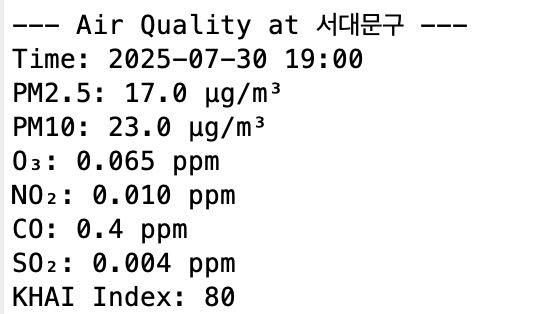 --- Air Quality at 서대문구 ---
Time: 2025-07-30 19:00
PM2.5: 17.0 µg/m³
PM10: 23.0 µg/m³
O₃: 0.065 ppm
NO₂: 0.010 ppm
CO: 0.4 ppm
SO₂: 0.004 ppm
KHAI Index: 80